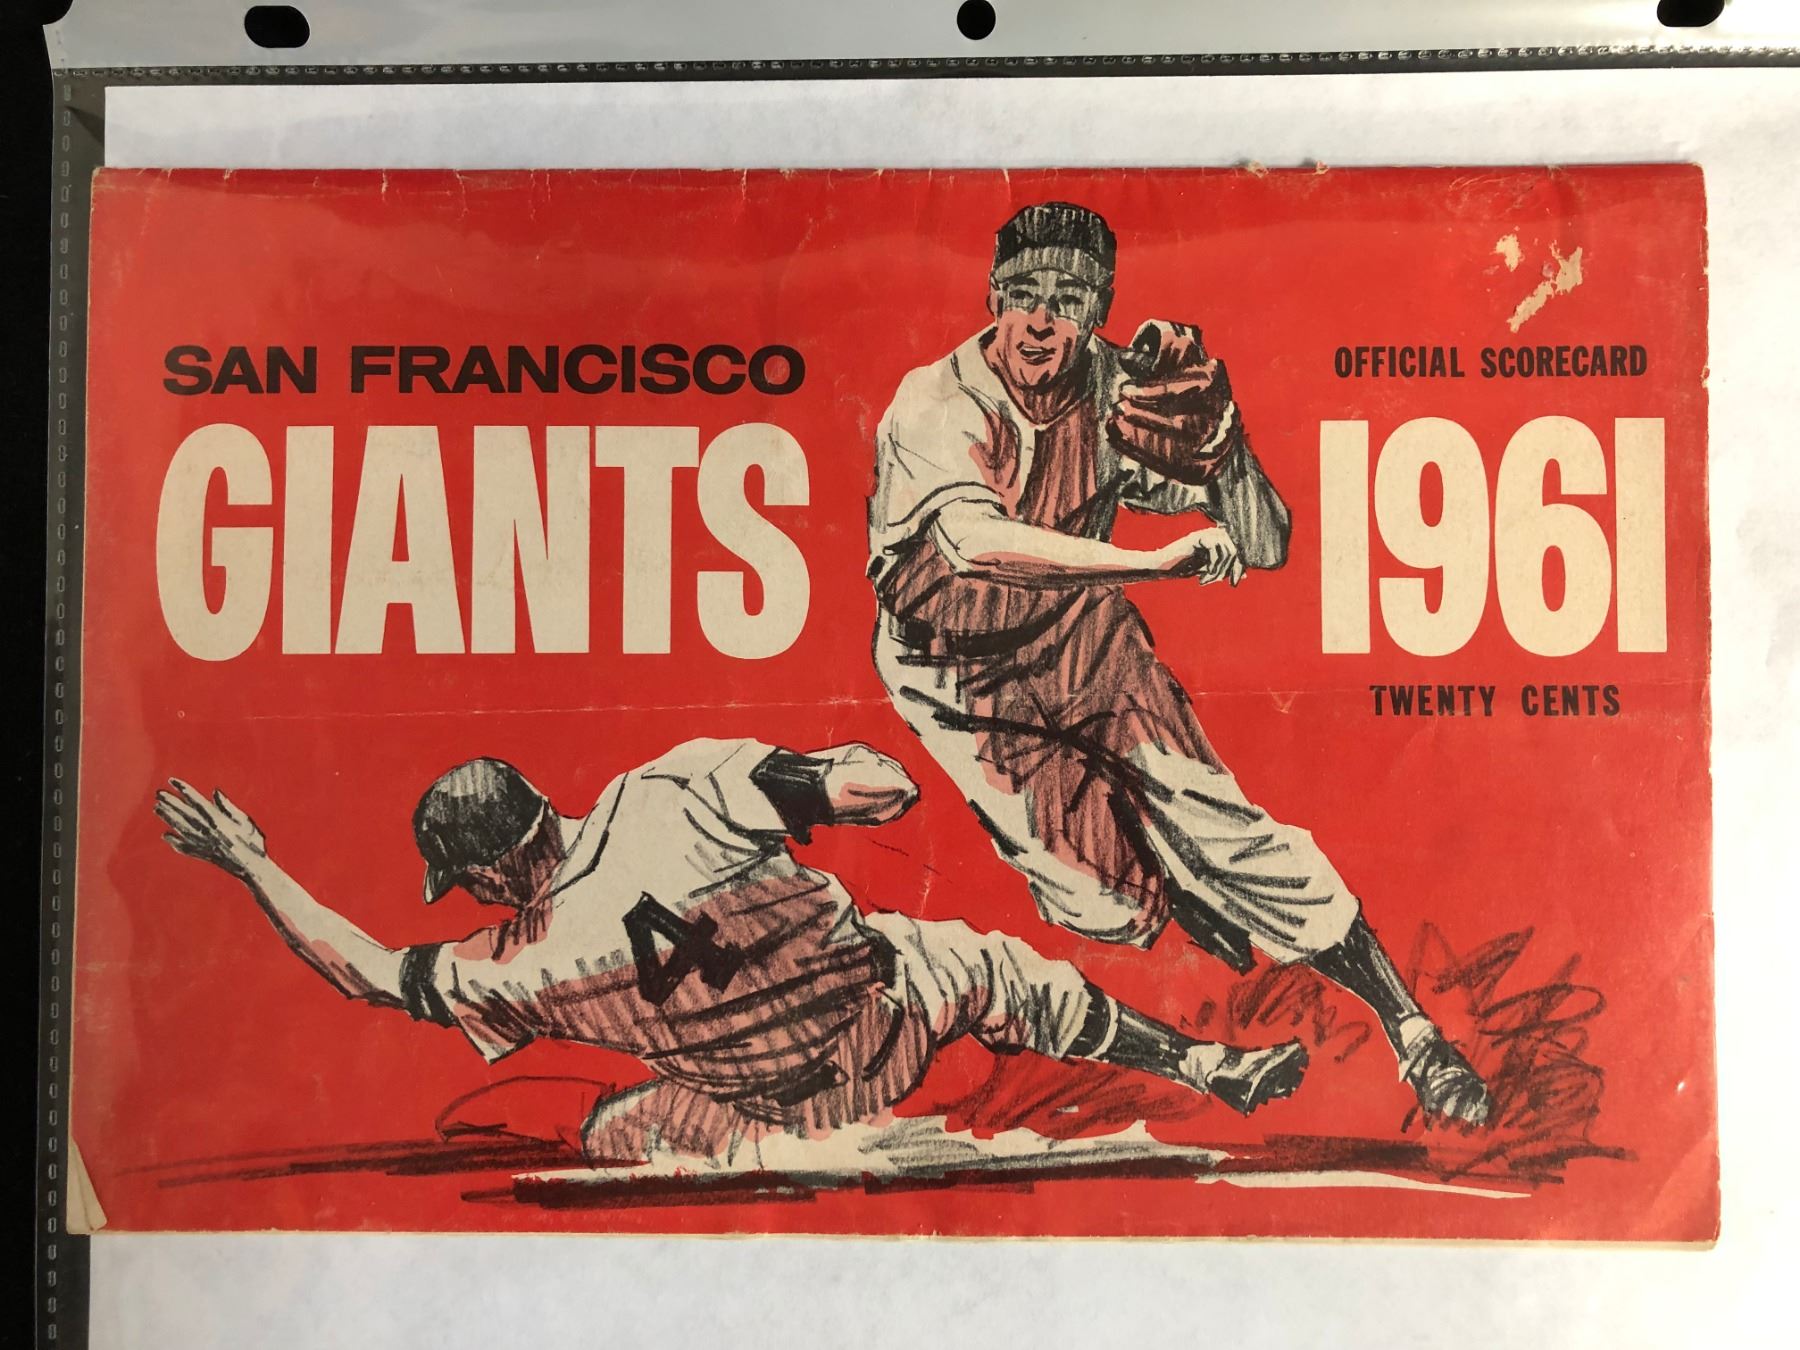 SAN FRANCISCO
GIANTS
OFFICIAL SCORECARD
1961
TWENTY CENTS
4